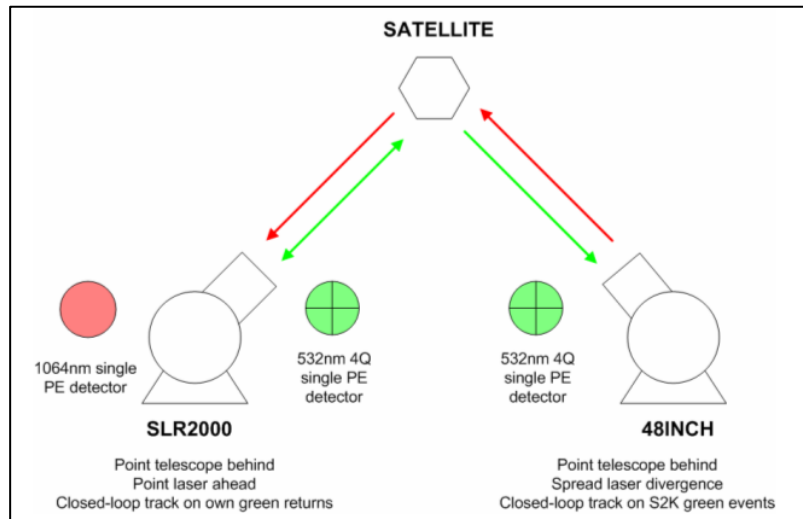 SATELLITE
1064nm single
PE detector
532nm 4Q
single PE
detector
532nm 4Q
single PE
detector
SLR2000
48INCH
Point telescope behind
Point laser ahead
Closed-loop track on own green returns
Point telescope behind
Spread laser divergence
Closed-loop track on S2K green events